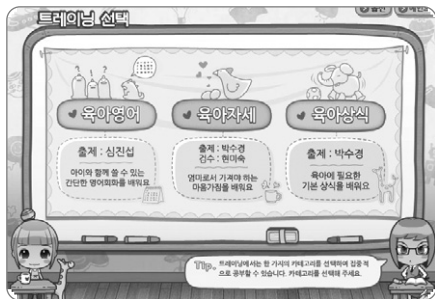 트레이닝 선택
육아영어
육아자세
육아상식
출제 : 심진섭
아이와 함께 쓸 수 있는
간단한 영어회화를 배워요
출제 : 박수경
검수 : 현미숙
엄마로서 가져야 하는
마음가짐을 배워요
출제 : 박수경
육아에 필요한
기본 상식을 배워요
Tip. 트레이닝에서는 한 가지의 카테고리를 선택하여 집중적
으로 공부할 수 있습니다. 카테고리를 선택해 주세요.